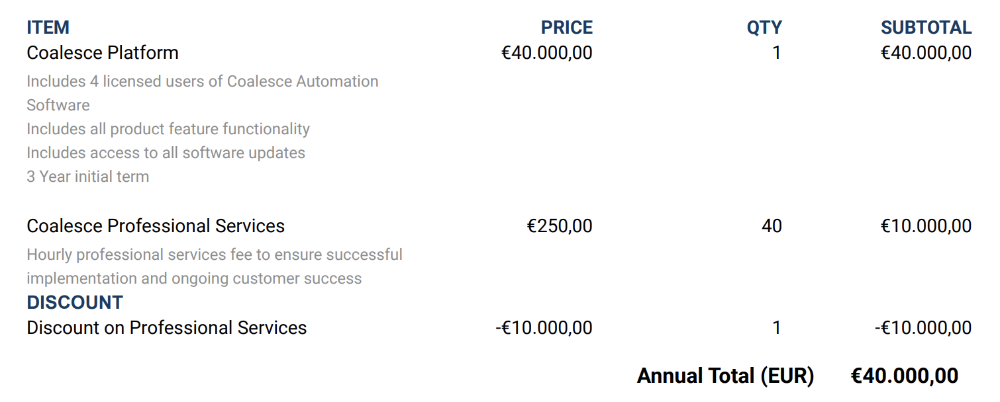 ITEM PRICE QTY SUBTOTAL
Coalesce Platform €40.000,00 1 €40.000,00
Includes 4 licensed users of Coalesce Automation
Software
Includes all product feature functionality
Includes access to all software updates
3 Year initial term
Coalesce Professional Services €250,00 40 €10.000,00
Hourly professional services fee to ensure successful
implementation and ongoing customer success
DISCOUNT
Discount on Professional Services -€10.000,00 1 -€10.000,00
Annual Total (EUR) €40.000,00